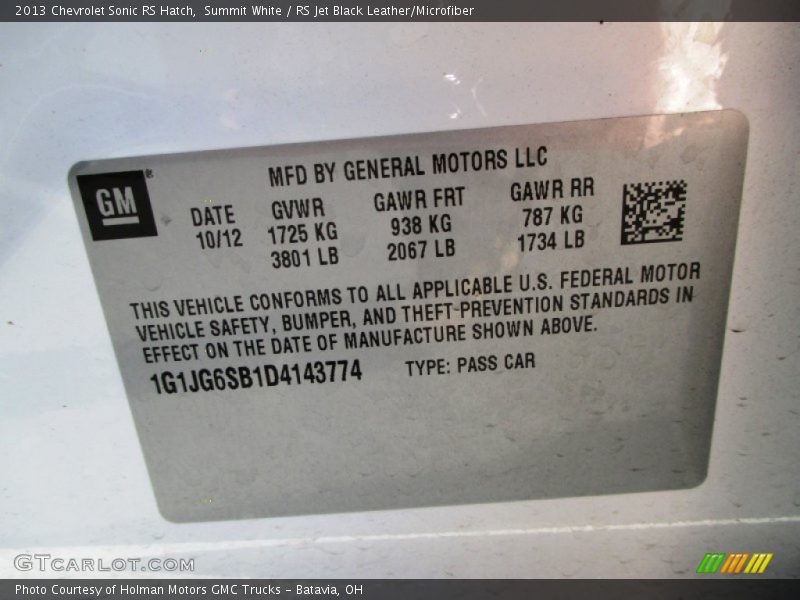 2013 Chevrolet Sonic RS Hatch,  Summit White / RS Jet Black Leather/Microfiber
MFD BY GENERAL MOTORS LLC
GM
DATE GVWR GAWR FRT GAWR RR
10/12 1725 KG 938 KG 787 KG
3801 LB 2067 LB 1734 LB
THIS VEHICLE CONFORMS TO ALL APPLICABLE U.S. FEDERAL MOTOR
VEHICLE SAFETY, BUMPER, AND THEFT-PREVENTION STANDARDS IN
EFFECT ON THE DATE OF MANUFACTURE SHOWN ABOVE.
1G1JG6SB1D4143774 TYPE: PASS CAR
GTCARLOT.COM
Photo Courtesy of Holman Motors GMC Trucks - Batavia, OH